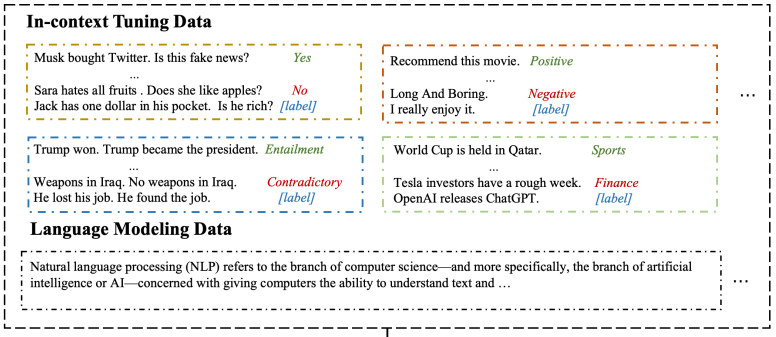 In-context Tuning Data
Musk bought Twitter. Is this fake news? Yes
...
Sara hates all fruits . Does she like apples? No
Jack has one dollar in his pocket. Is he rich? [label]
Recommend this movie. Positive
...
Long And Boring. Negative
I really enjoy it. [label]
...
Trump won. Trump became the president. Entailment
...
Weapons in Iraq. No weapons in Iraq. Contradictory
He lost his job. He found the job. [label]
World Cup is held in Qatar. Sports
...
Tesla investors have a rough week. Finance
OpenAI releases ChatGPT. [label]
Language Modeling Data
Natural language processing (NLP) refers to the branch of computer science—and more specifically, the branch of artificial
intelligence or AI—concerned with giving computers the ability to understand text and …
...